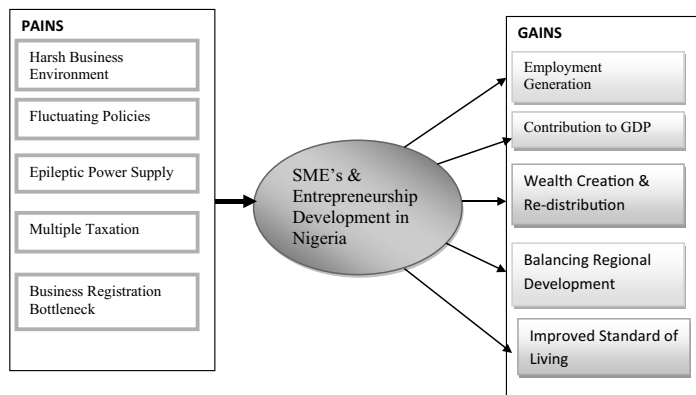 PAINS
Harsh Business
Environment
Fluctuating Policies
Epileptic Power Supply
Multiple Taxation
Business Registration
Bottleneck
SME's &
Entrepreneurship
Development in
Nigeria
GAINS
Employment
Generation
Contribution to GDP
Wealth Creation &
Re-distribution
Balancing Regional
Development
Improved Standard of
Living